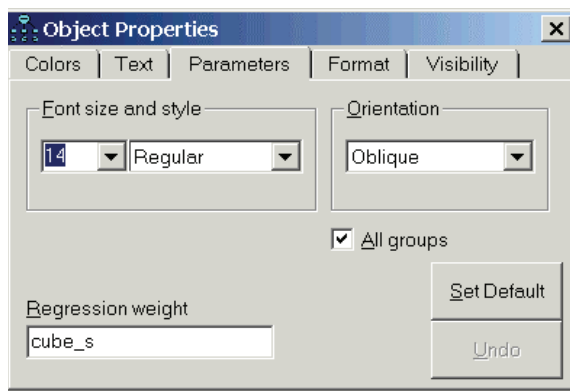 Object Properties
Colors Text Parameters Format Visibility
Font size and style Orientation
14 Regular Oblique
All groups
Set Default
Regression weight
cube_s
Undo